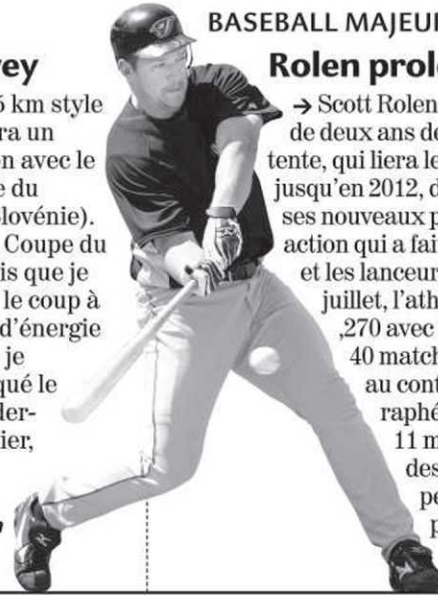 vey
km style
ra un
on avec le
e du
lovénie).
Coupe du
is que je
le coup à
d'énergie
je
qué le
der-
ier,
BASEBALL MAJEUR
Rolen prolo
→ Scott Rolen
de deux ans de
tente, qui liera le
jusqu'en 2012, d
ses nouveaux p
action qui a fai
et les lanceur
juillet, l'ath
,270 avec
40 match
au cont
raphé
11 m
des
pe
p